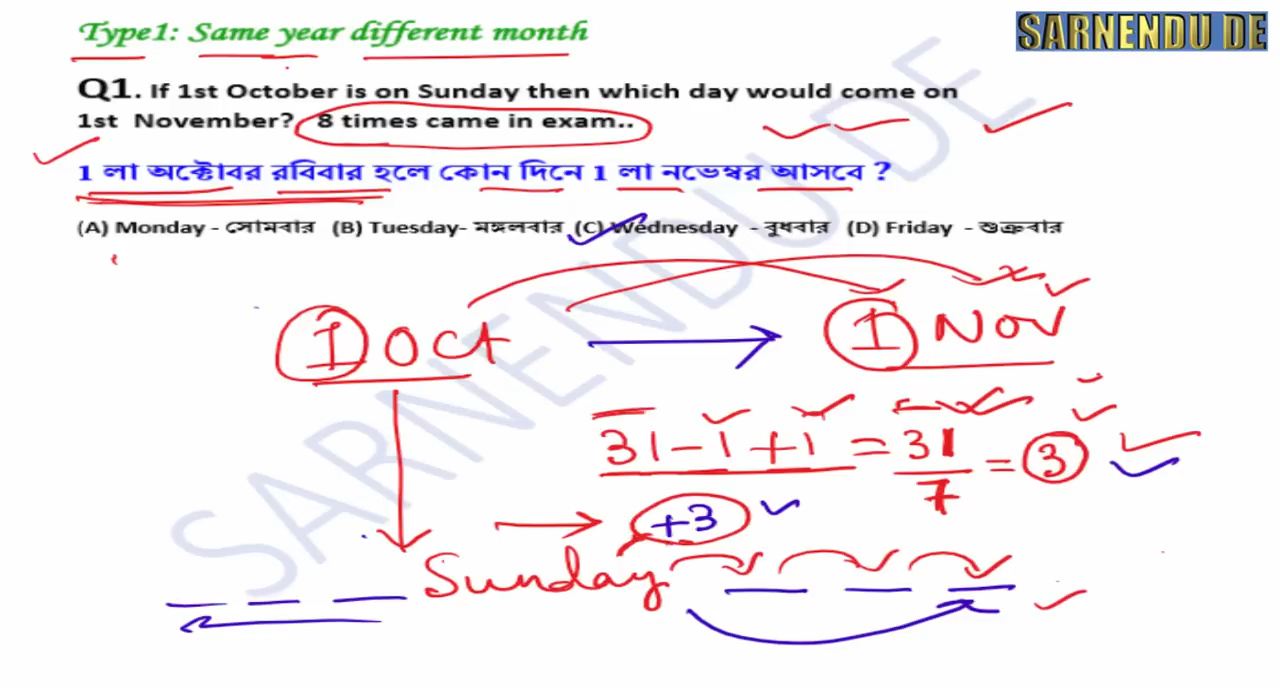 Type1: Same year different month
SARNENDU DE
Q1. If 1st October is on Sunday then which day would come on
1st November? 8 times came in exam..
1 লা অক্টোবর রবিবার হলে কোন দিনে 1 লা নভেম্বর আসবে ?
(A) Monday - সোমবার (B) Tuesday- মঙ্গলবার (C) Wednesday - বুধবার (D) Friday - শুক্রবার
1 Oct 1 Nov
31-1+1 = 31/7 = 3
+3
Sunday
SARNENDU DE